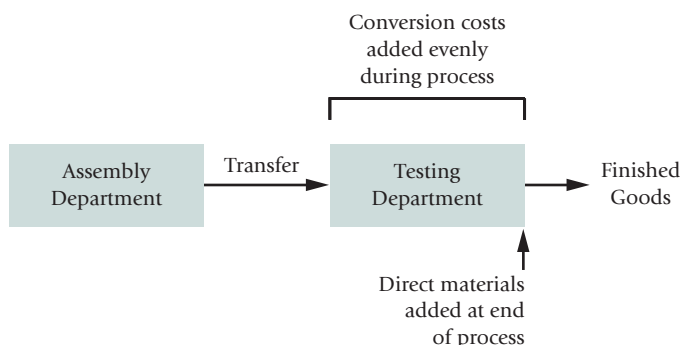 Conversion costs
added evenly
during process
Assembly
Department
Transfer
Testing
Department
Finished
Goods
Direct materials
added at end
of process